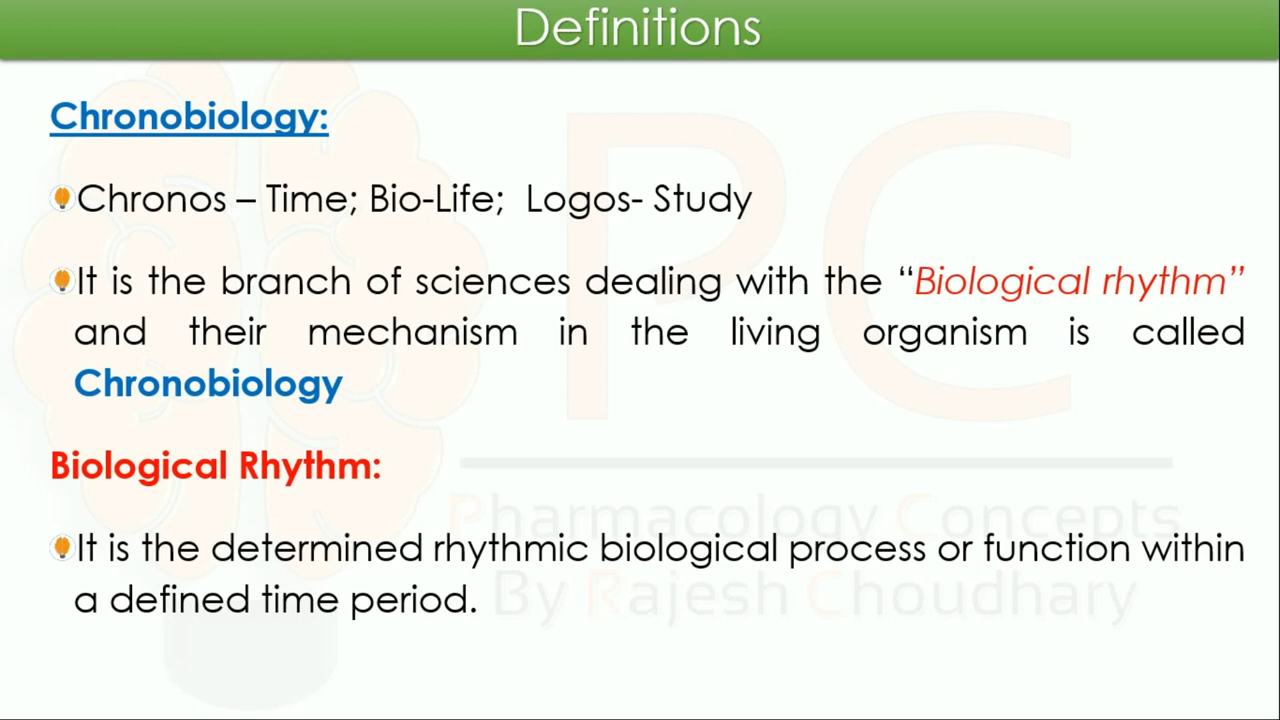 Definitions
Chronobiology:
Chronos – Time; Bio-Life; Logos- Study
It is the branch of sciences dealing with the “Biological rhythm”
and their mechanism in the living organism is called
Chronobiology
Biological Rhythm:
It is the determined rhythmic biological process or function within
a defined time period.
PC
Pharmacology Concepts
By Rajesh Choudhary